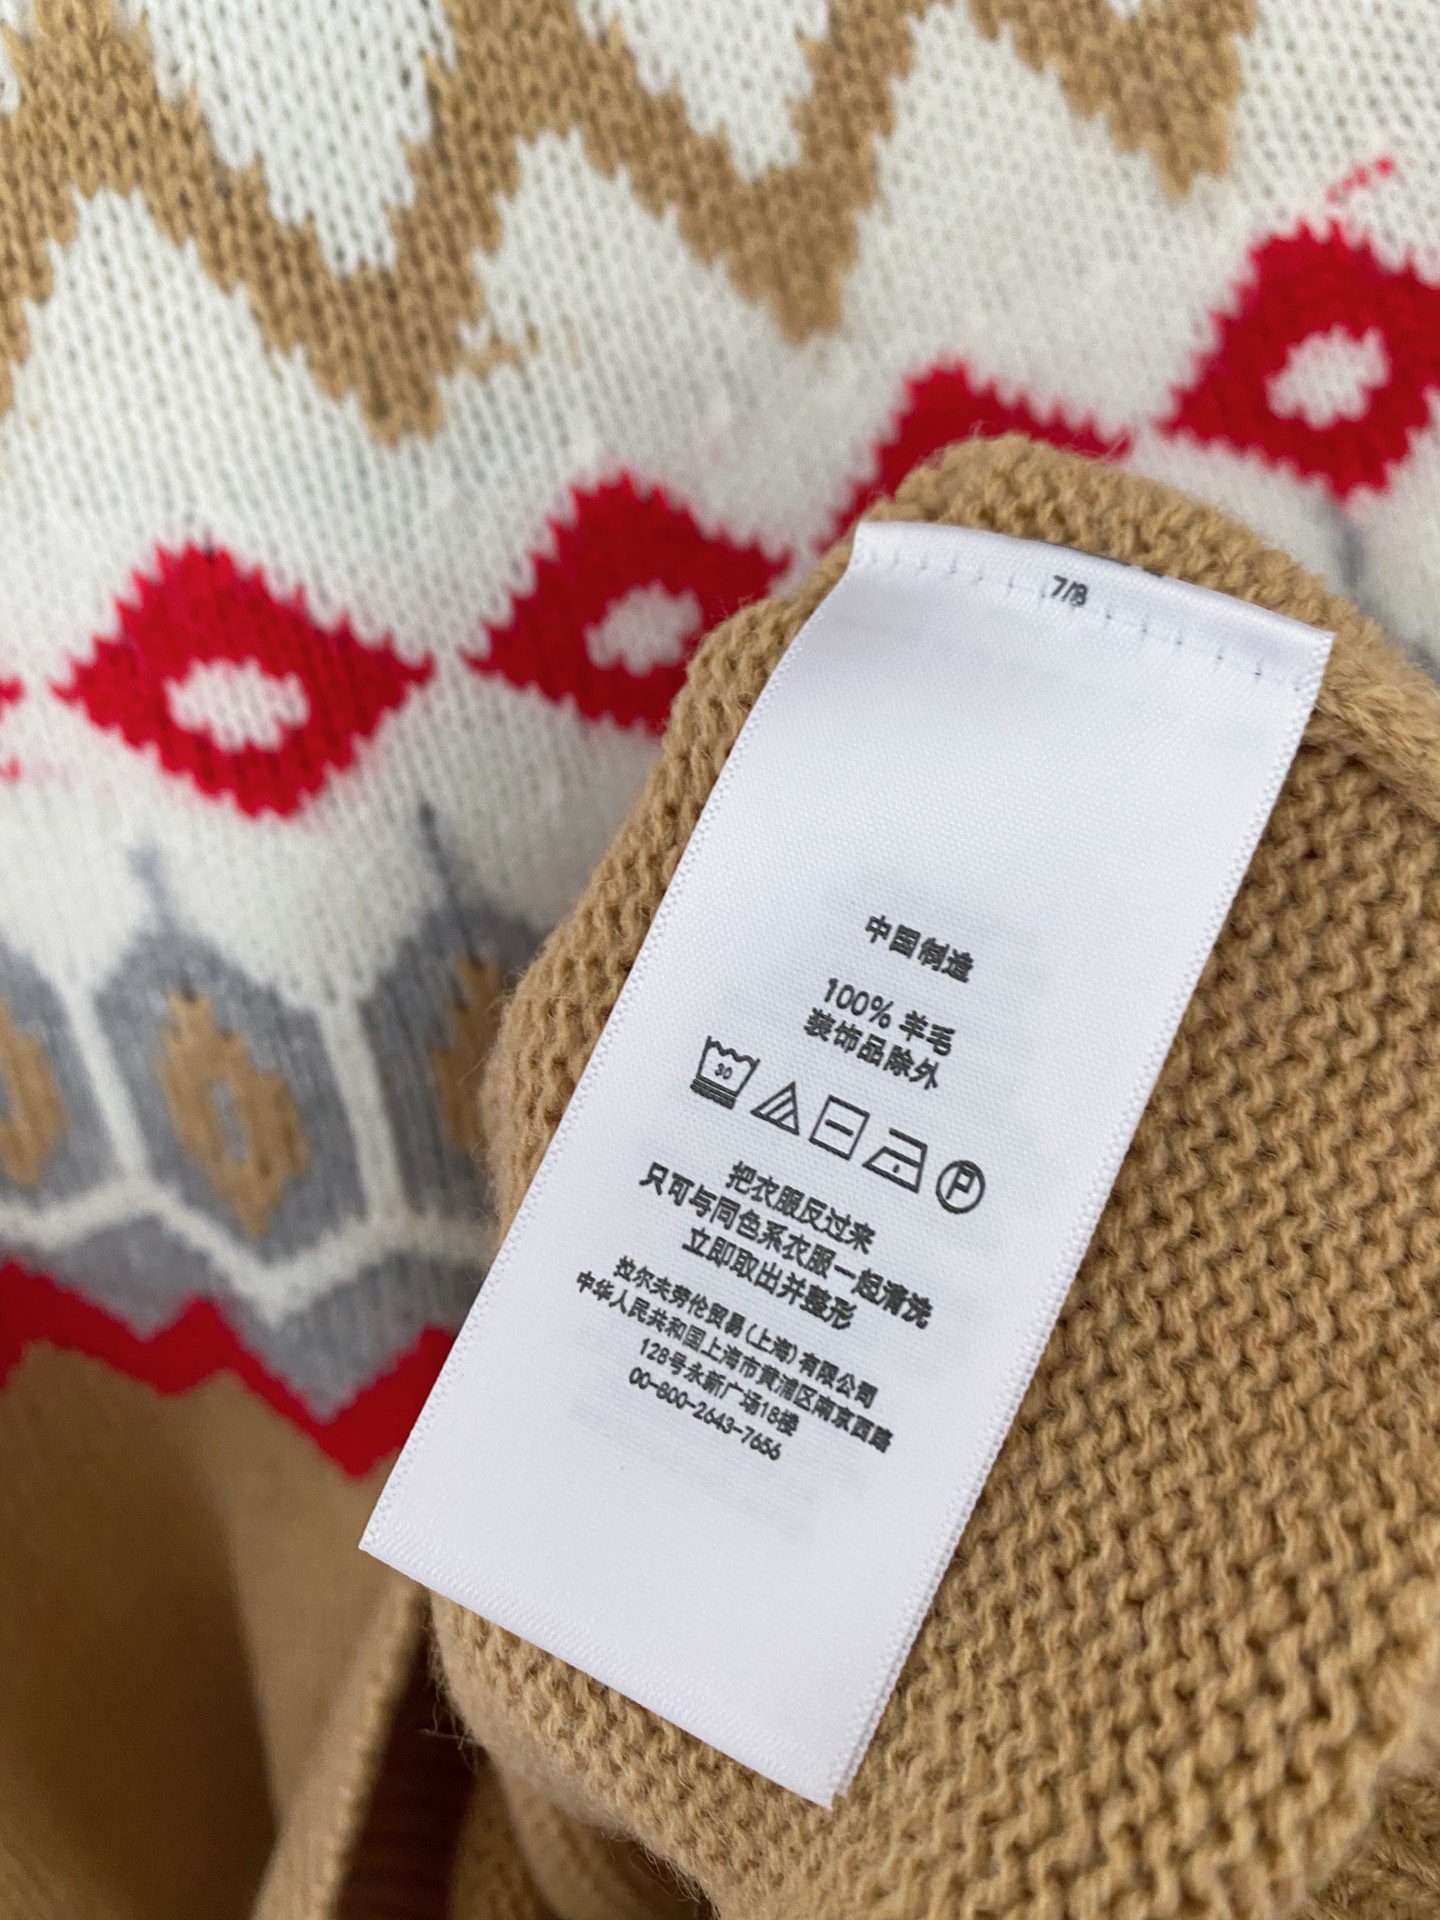 7/8
中国制造
100% 羊毛
装饰品除外
30
P
把衣服反过来
只可与同色系衣服一起清洗
立即取出并整形
拉尔夫劳伦贸易(上海)有限公司
中华人民共和国上海市黄浦区南京西路
128号永新广场18楼
00-800-2643-7656